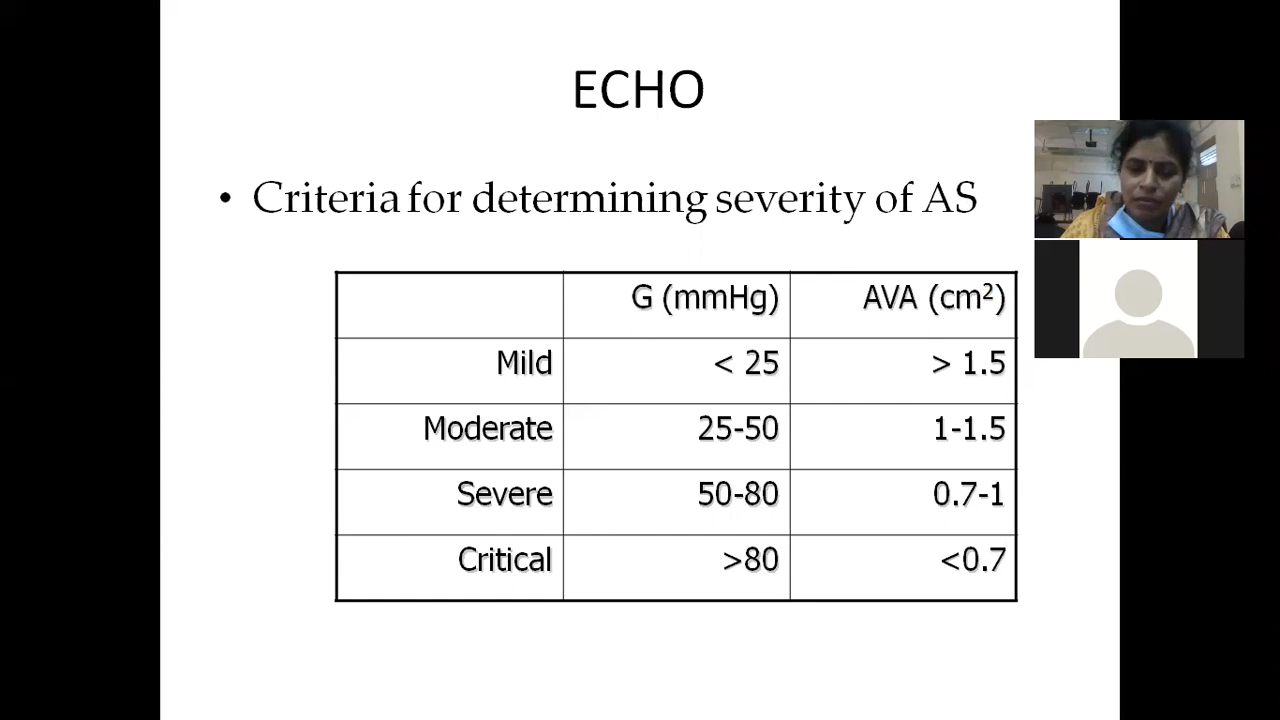 ECHO
• Criteria for determining severity of AS
G (mmHg) AVA (cm²)
Mild < 25 > 1.5
Moderate 25-50 1-1.5
Severe 50-80 0.7-1
Critical >80 <0.7